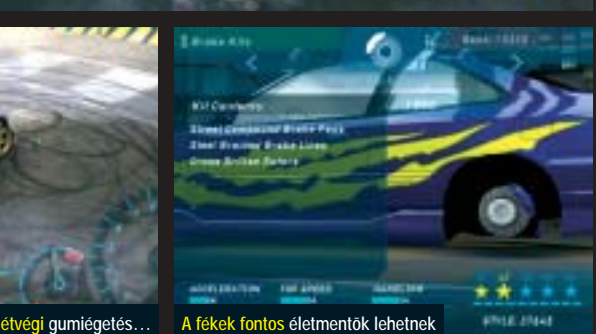 Brake Kits
Kit Contents:
Street Compound Brake Pads
Steel Braided Brake Lines
Cross Drilled Rotors
ACCELERATION TOP SPEED HANDLING
étvégi gumiégetés…
A fékek fontos életmentők lehetnek